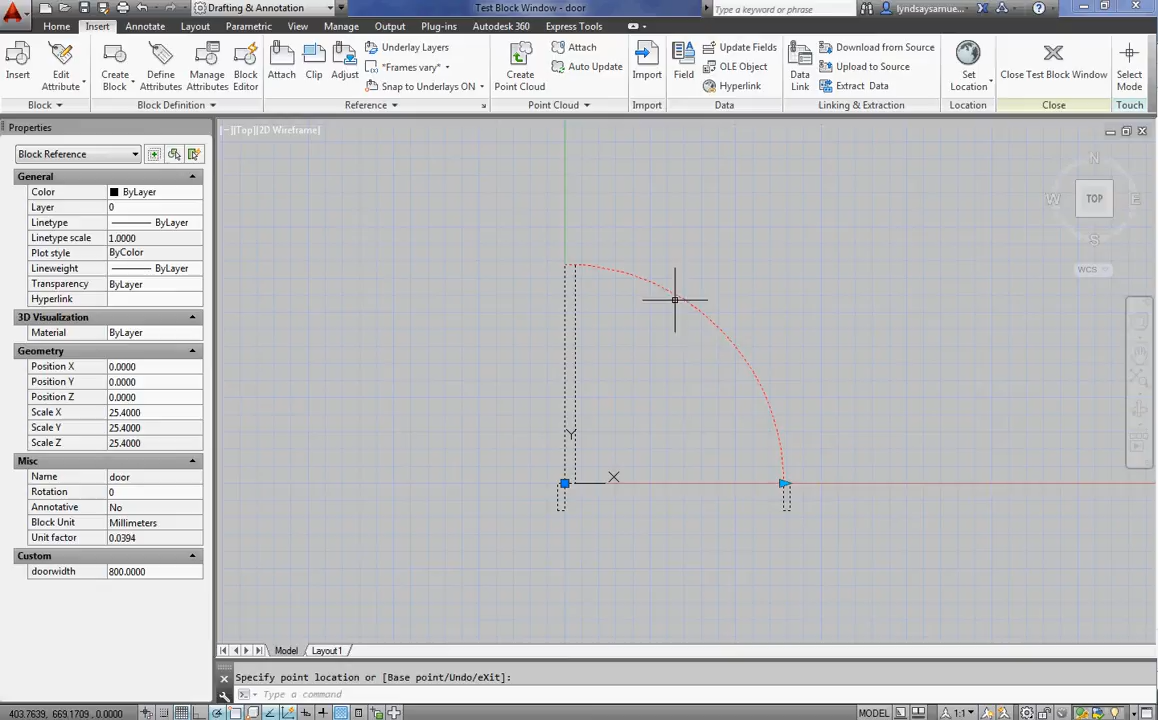 Drafting & Annotation
Test Block Window - door
Type a keyword or phrase
lyndsaysamue...
Home Insert Annotate Layout Parametric View Manage Output Plug-ins Autodesk 360 Express Tools
Insert
Edit Attribute
Create Block
Define Attributes
Manage Attributes
Block Editor
Attach
Clip
Adjust
Underlay Layers
*Frames vary*
Snap to Underlays ON
Create Point Cloud
Attach
Auto Update
Import
Field
Update Fields
OLE Object
Hyperlink
Data Link
Download from Source
Upload to Source
Extract Data
Set Location
Close Test Block Window
Select Mode
Block
Block Definition
Reference
Point Cloud
Import
Data
Linking & Extraction
Location
Close
Touch
Properties
[−][Top][2D Wireframe]
Block Reference
General
Color ByLayer
Layer 0
Linetype ByLayer
Linetype scale 1.0000
Plot style ByColor
Lineweight ByLayer
Transparency ByLayer
Hyperlink
3D Visualization
Material ByLayer
Geometry
Position X 0.0000
Position Y 0.0000
Position Z 0.0000
Scale X 25.4000
Scale Y 25.4000
Scale Z 25.4000
Misc
Name door
Rotation 0
Annotative No
Block Unit Millimeters
Unit factor 0.0394
Custom
doorwidth 800.0000
N
W TOP E
S
WCS
Y
X
Model Layout1
Specify point location or [Base point/Undo/eXit]:
Type a command
403.7639, 669.1709, 0.0000
MODEL
1:1